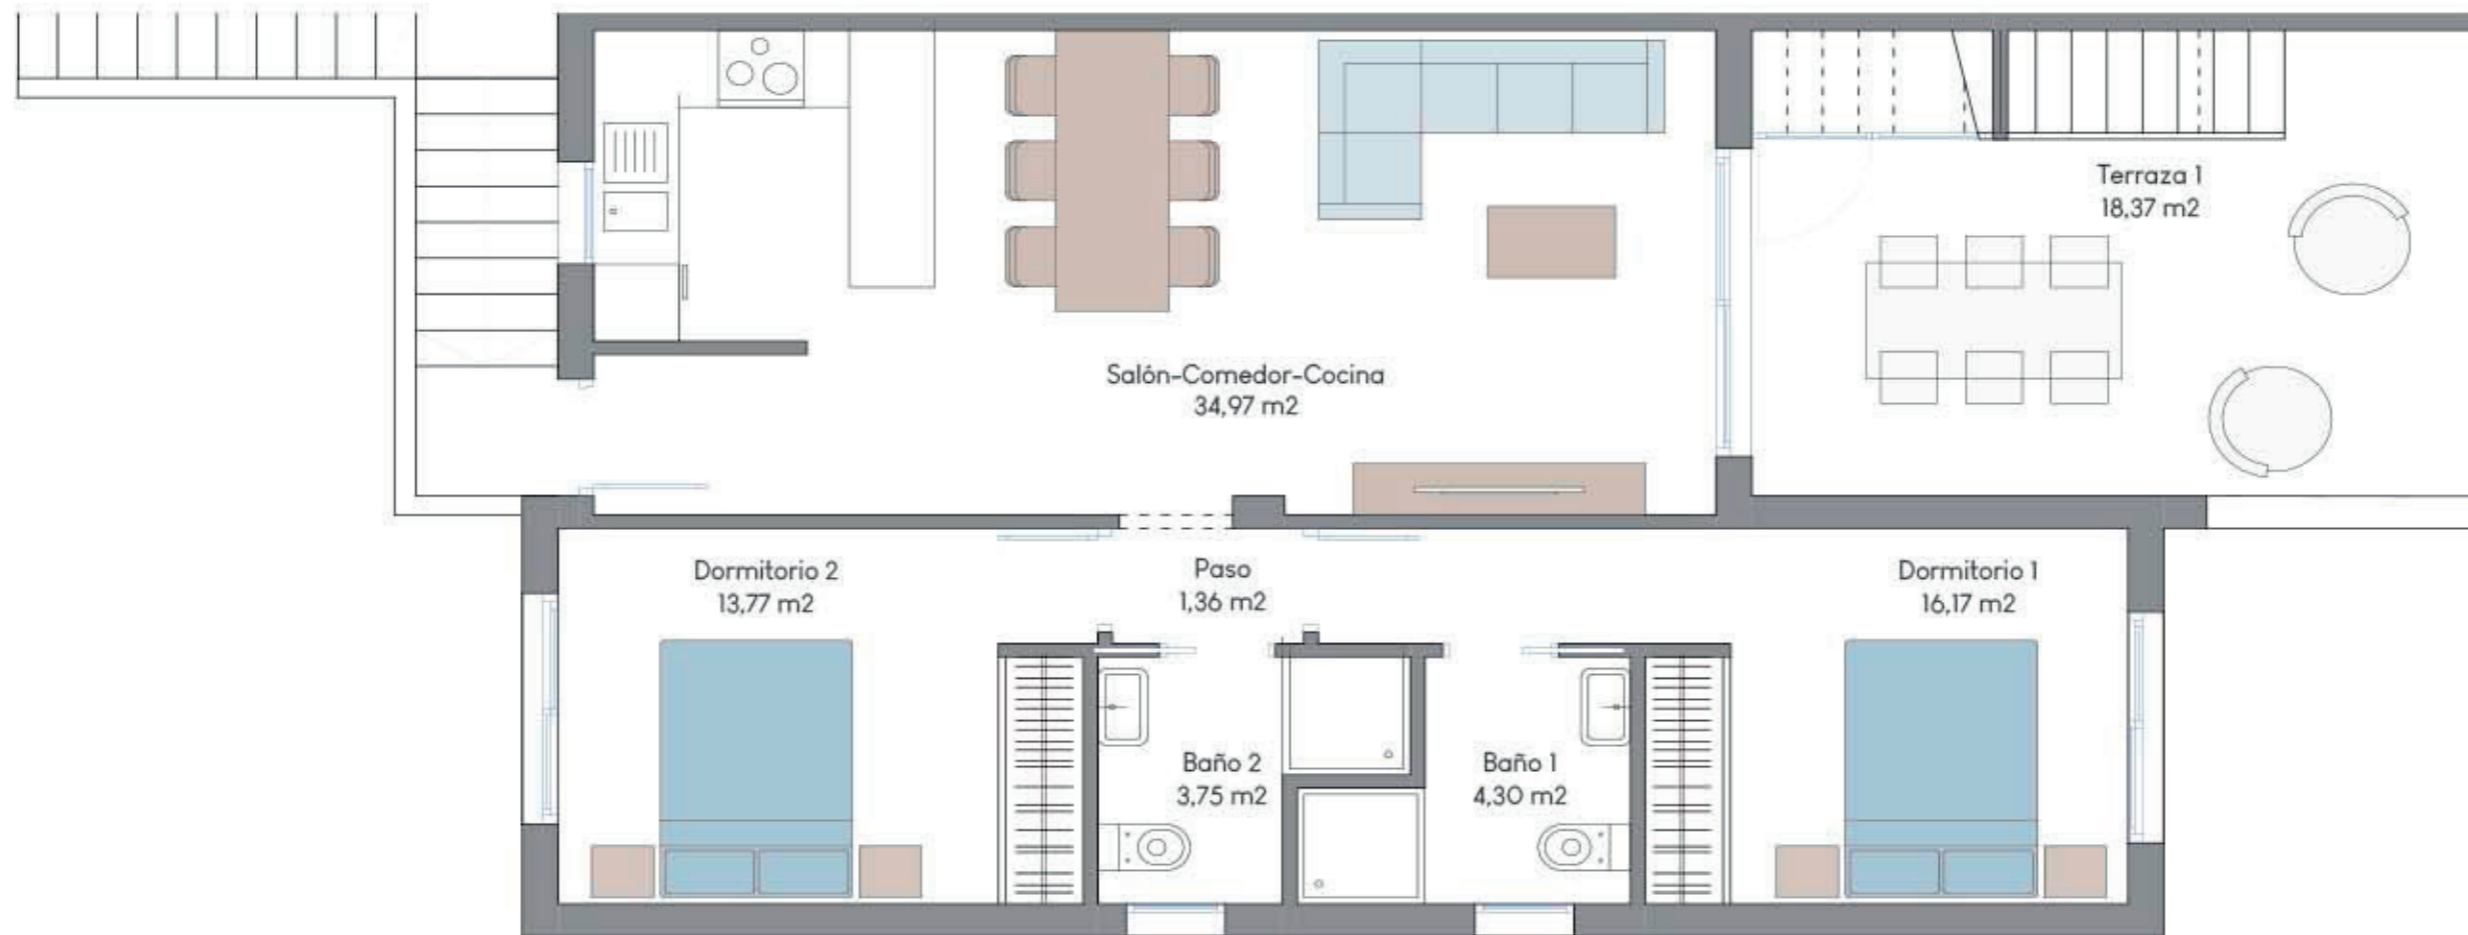 Terraza 1
18,37 m2
Salón-Comedor-Cocina
34,97 m2
Dormitorio 2
13,77 m2
Paso
1,36 m2
Dormitorio 1
16,17 m2
Baño 2
3,75 m2
Baño 1
4,30 m2